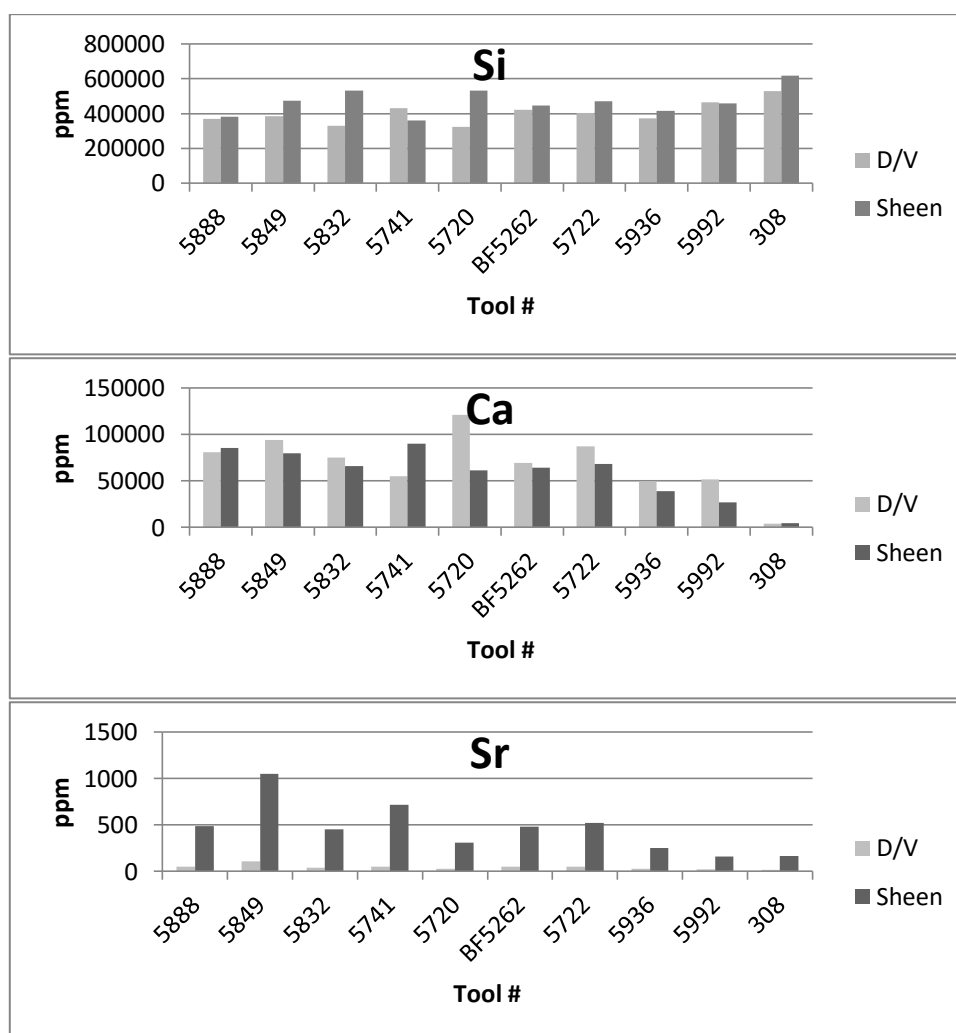 Si
ppm
800000
600000
400000
200000
0
5888
5849
5832
5741
5720
BF5262
5722
5936
5992
308
Tool #
D/V
Sheen
Ca
ppm
150000
100000
50000
0
5888
5849
5832
5741
5720
BF5262
5722
5936
5992
308
Tool #
D/V
Sheen
Sr
ppm
1500
1000
500
0
5888
5849
5832
5741
5720
BF5262
5722
5936
5992
308
Tool #
D/V
Sheen